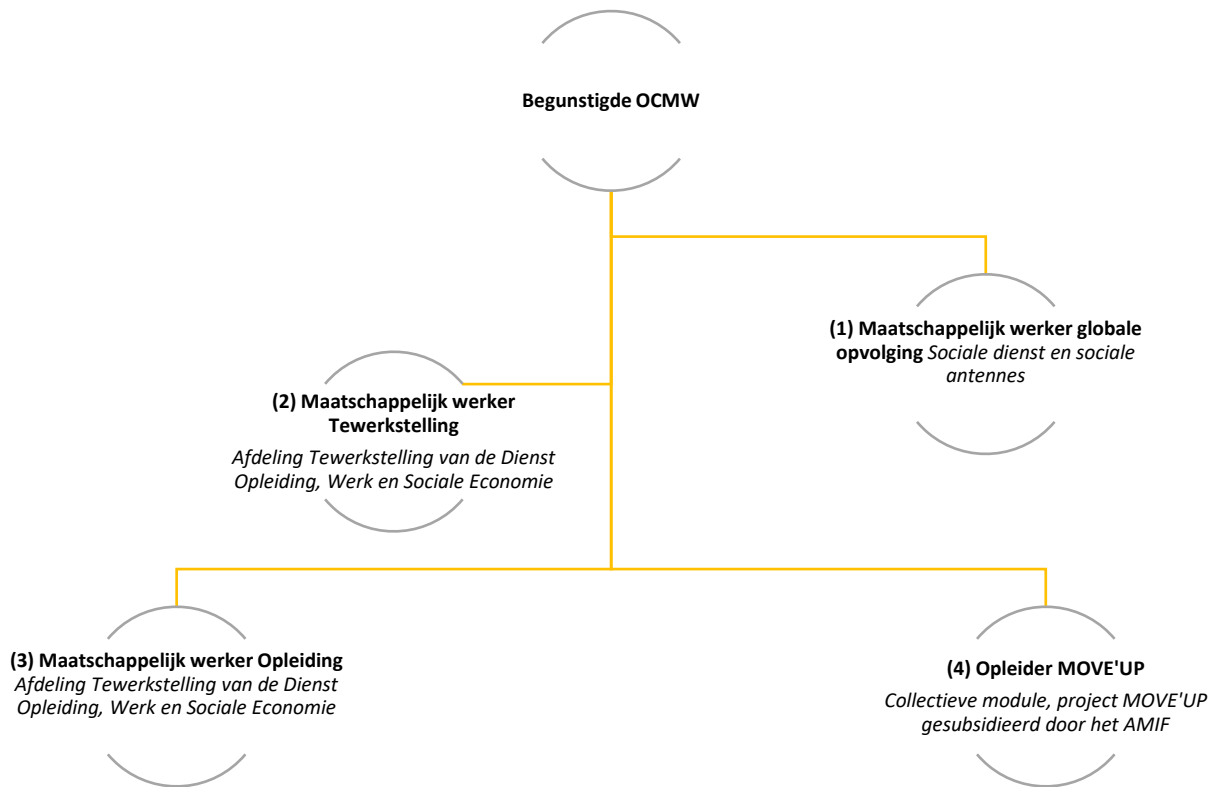 Begunstigde OCMW
(1) Maatschappelijk werker globale
opvolging Sociale dienst en sociale
antennes
(2) Maatschappelijk werker
Tewerkstelling
Afdeling Tewerkstelling van de Dienst
Opleiding, Werk en Sociale Economie
(3) Maatschappelijk werker Opleiding
Afdeling Tewerkstelling van de Dienst
Opleiding, Werk en Sociale Economie
(4) Opleider MOVE'UP
Collectieve module, project MOVE'UP
gesubsidieerd door het AMIF